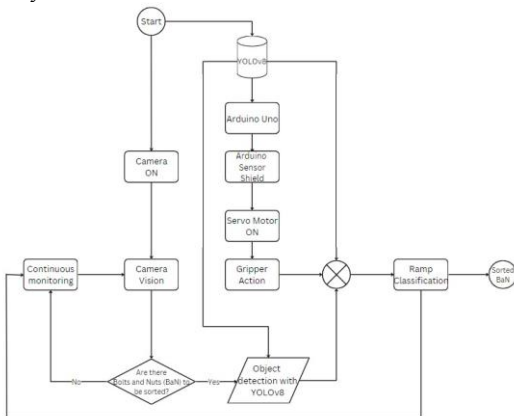 Start
YOLOv8
Arduino Uno
Camera
ON
Arduino
Sensor
Shield
Servo Motor
ON
Continuous
monitoring
Camera
Vision
Gripper
Action
Ramp
Classification
Sorted
BaN
Are there
Bolts and Nuts (BaN) to
be sorted?
No
Yes
Object
detection with
YOLOv8